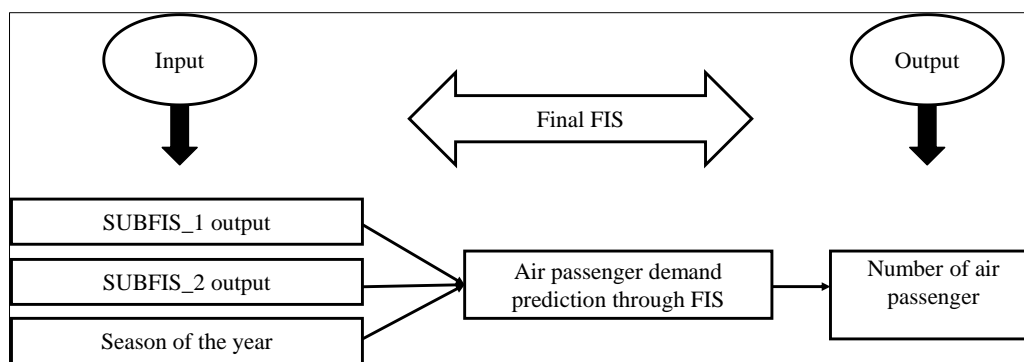 Input
Output
Final FIS
SUBFIS_1 output
SUBFIS_2 output
Season of the year
Air passenger demand
prediction through FIS
Number of air
passenger